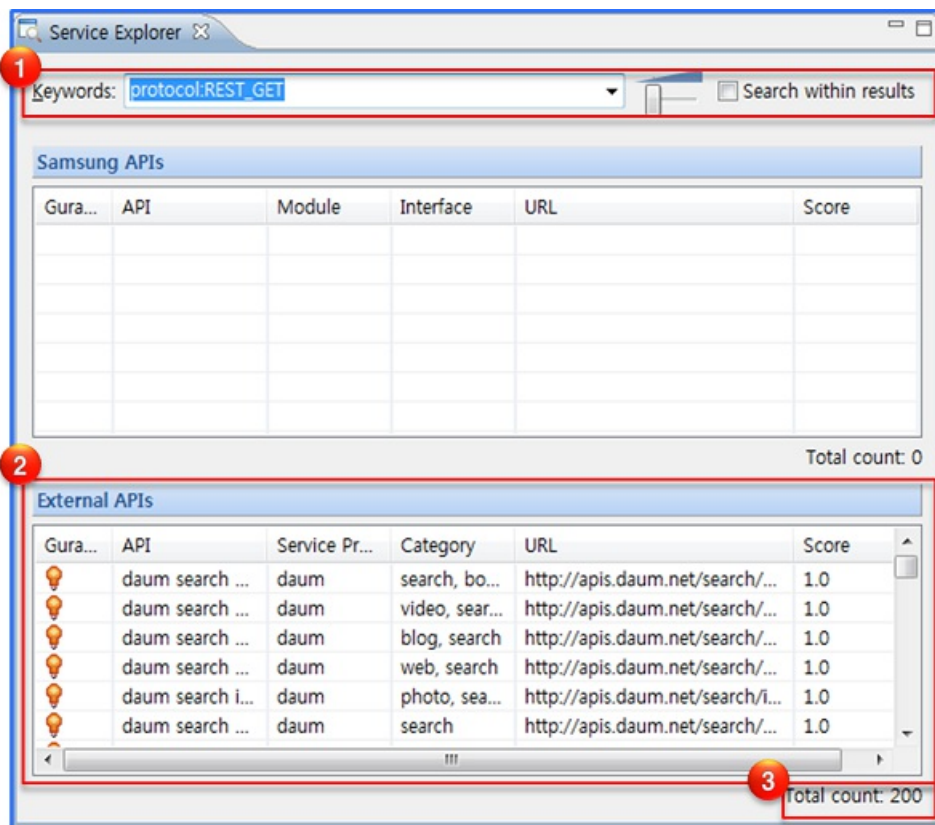 Service Explorer
1
Keywords: protocol:REST_GET Search within results
Samsung APIs
Gura... API Module Interface URL Score
Total count: 0
2
External APIs
Gura... API Service Pr... Category URL Score
daum search ... daum search, bo... http://apis.daum.net/search/... 1.0
daum search ... daum video, sear... http://apis.daum.net/search/... 1.0
daum search ... daum blog, search http://apis.daum.net/search/... 1.0
daum search ... daum web, search http://apis.daum.net/search/... 1.0
daum search i... daum photo, sea... http://apis.daum.net/search/i... 1.0
daum search ... daum search http://apis.daum.net/search/... 1.0
3
Total count: 200